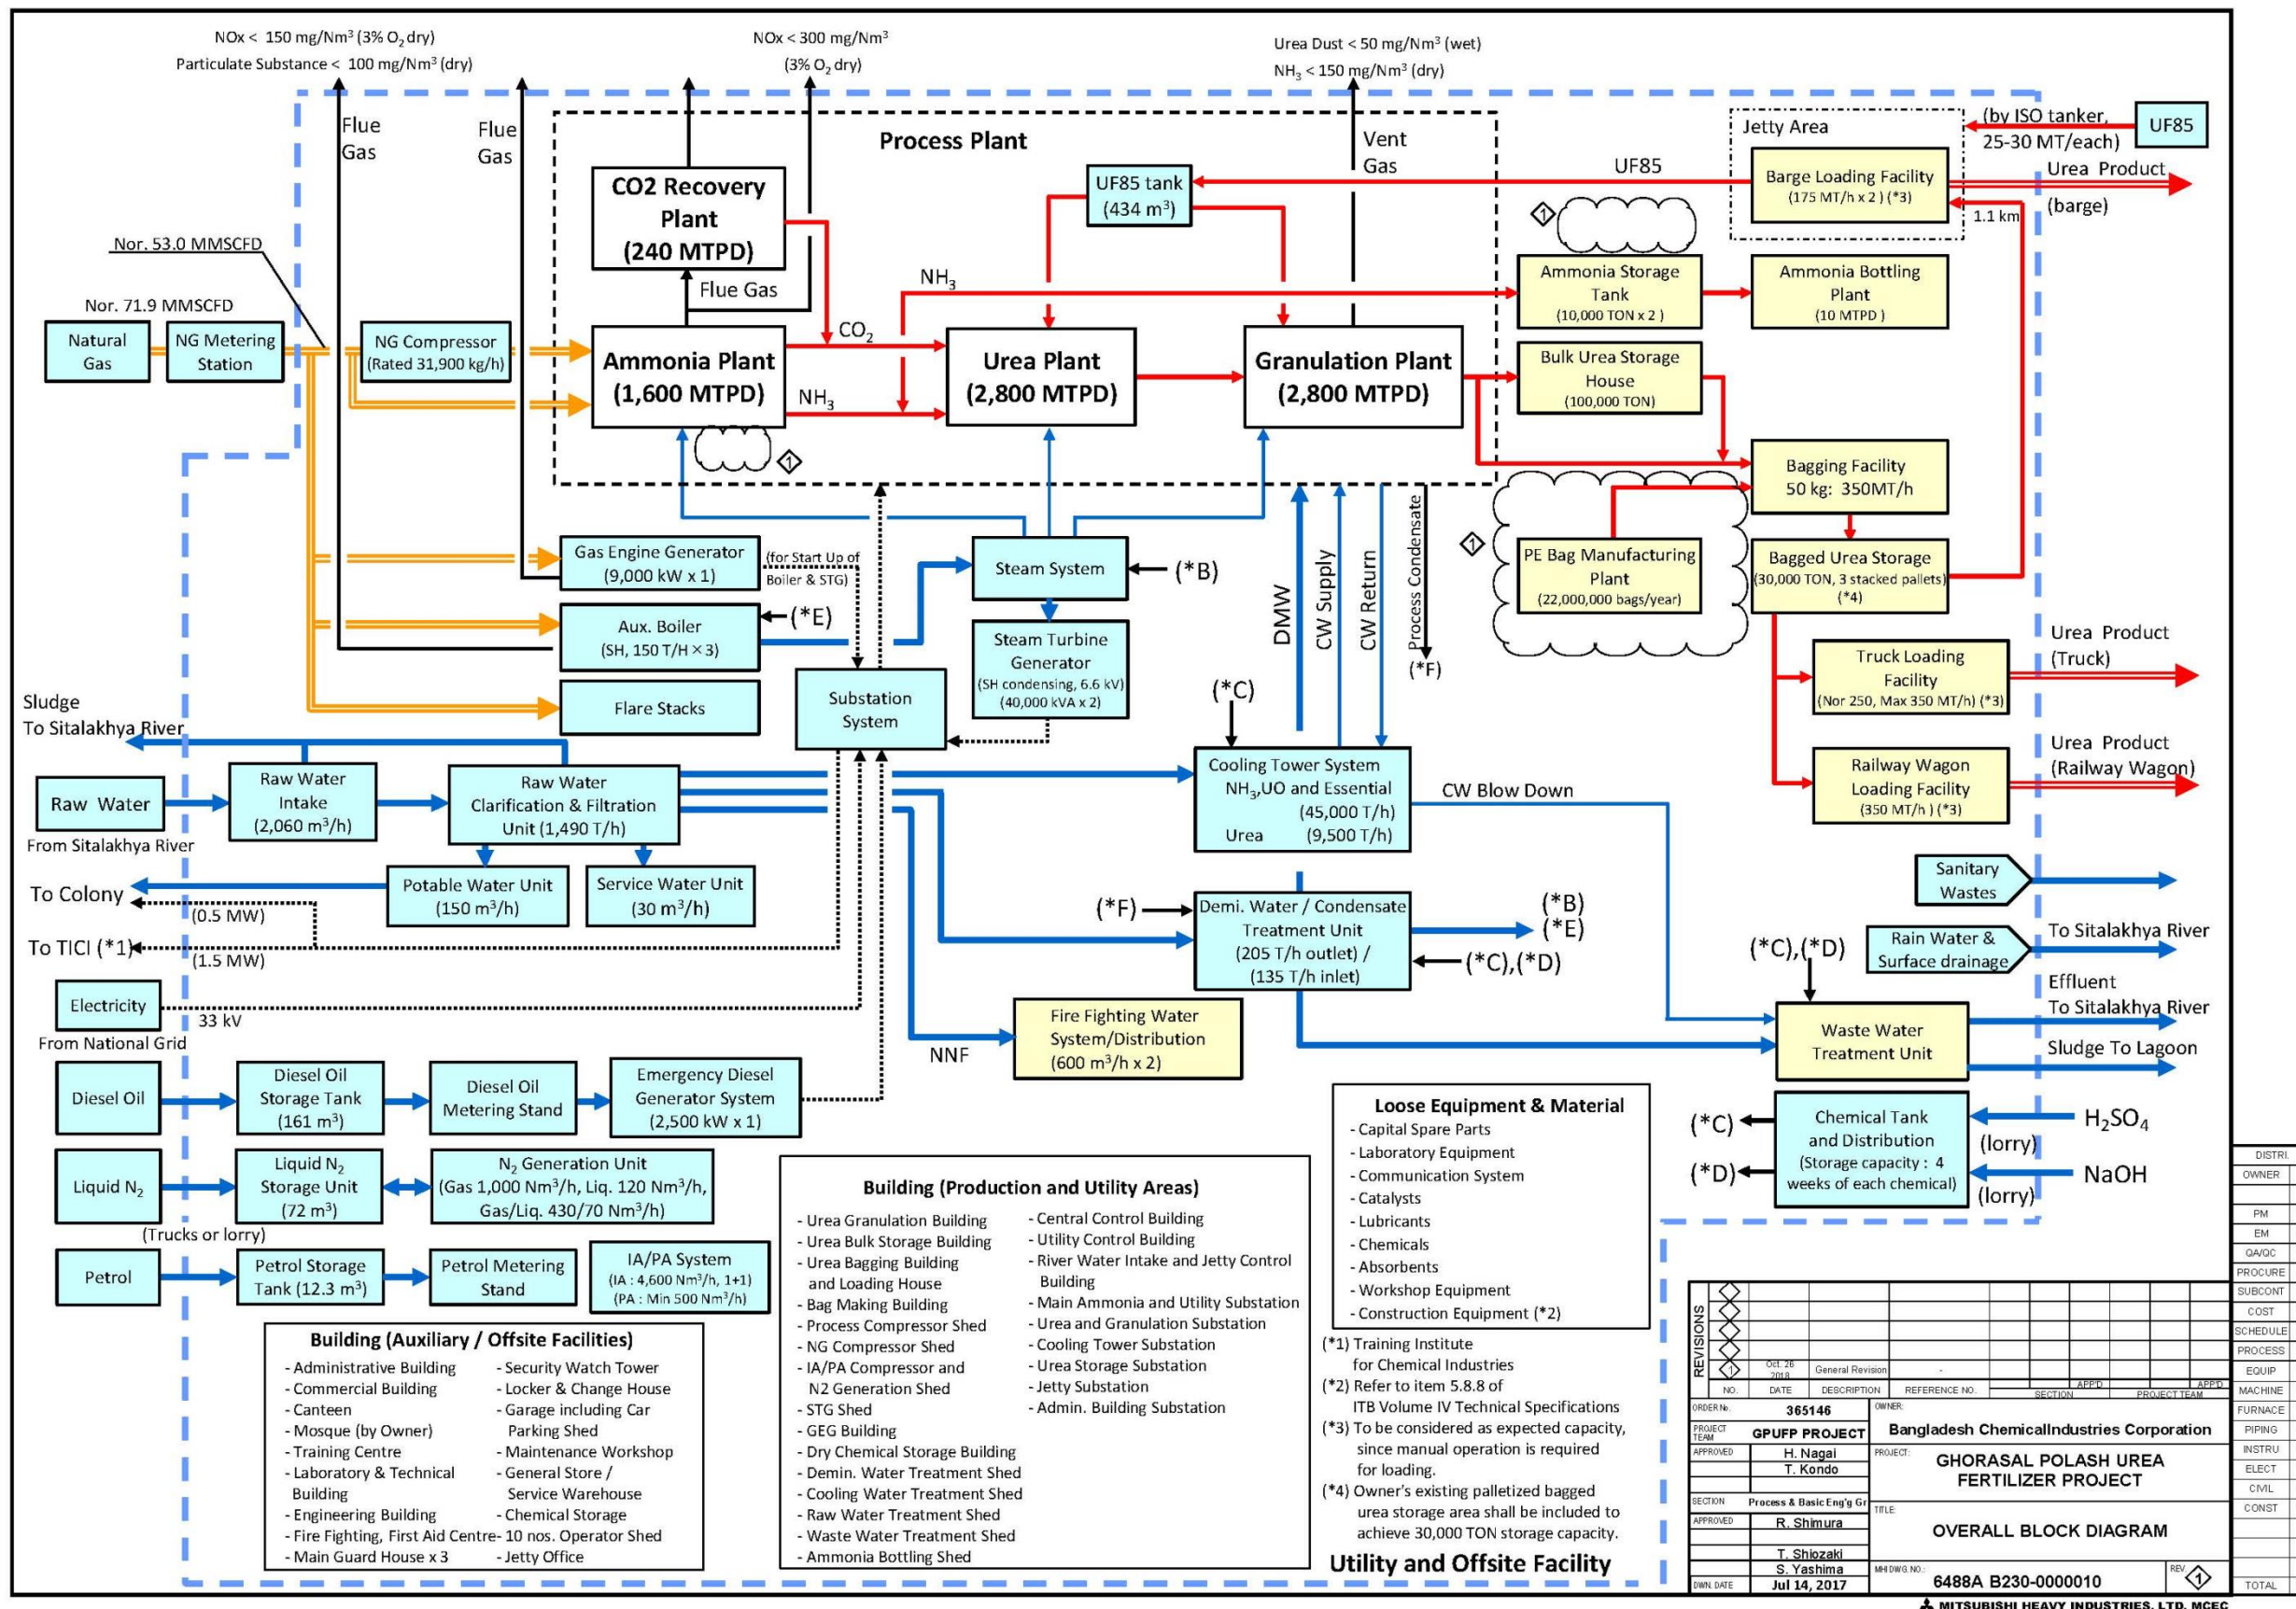 NOx < 150 mg/Nm³ (3% O₂ dry)
Particulate Substance < 100 mg/Nm³ (dry)
NOx < 300 mg/Nm³
(3% O₂ dry)
Urea Dust < 50 mg/Nm³ (wet)
NH₃ < 150 mg/Nm³ (dry)
Flue
Gas
Flue
Gas
Process Plant
Vent
Gas
Jetty Area
(by ISO tanker,
25-30 MT/each)
UF85
CO2 Recovery
Plant
(240 MTPD)
UF85 tank
(434 m³)
UF85
Barge Loading Facility
(175 MT/h x 2 ) (*3)
Urea Product
(barge)
1.1 km
Nor. 53.0 MMSCFD
Nor. 71.9 MMSCFD
Flue Gas
NH₃
1
Ammonia Storage
Tank
(10,000 TON x 2 )
Ammonia Bottling
Plant
(10 MTPD )
Natural
Gas
NG Metering
Station
NG Compressor
(Rated 31,900 kg/h)
Ammonia Plant
(1,600 MTPD)
CO₂
NH₃
Urea Plant
(2,800 MTPD)
Granulation Plant
(2,800 MTPD)
Bulk Urea Storage
House
(100,000 TON)
1
Bagging Facility
50 kg: 350MT/h
1
PE Bag Manufacturing
Plant
(22,000,000 bags/year)
Bagged Urea Storage
(30,000 TON, 3 stacked pallets)
(*4)
Gas Engine Generator
(9,000 kW x 1)
(for Start Up of
Boiler & STG)
Steam System
(*B)
DMW
CW Supply
CW Return
Process Condensate
(*F)
Aux. Boiler
(SH, 150 T/H × 3)
(*E)
Steam Turbine
Generator
(SH condensing, 6.6 kV)
(40,000 kVA x 2)
Truck Loading
Facility
(Nor 250, Max 350 MT/h) (*3)
Urea Product
(Truck)
Flare Stacks
Substation
System
(*C)
Sludge
To Sitalakhya River
Raw Water
From Sitalakhya River
Raw Water
Intake
(2,060 m³/h)
Raw Water
Clarification & Filtration
Unit (1,490 T/h)
Cooling Tower System
NH₃,UO and Essential
(45,000 T/h)
Urea (9,500 T/h)
CW Blow Down
Railway Wagon
Loading Facility
(350 MT/h ) (*3)
Urea Product
(Railway Wagon)
To Colony
(0.5 MW)
Potable Water Unit
(150 m³/h)
Service Water Unit
(30 m³/h)
To TICI (*1)
(1.5 MW)
(*F)
Demi. Water / Condensate
Treatment Unit
(205 T/h outlet) /
(135 T/h inlet)
(*B)
(*E)
(*C),(*D)
Sanitary
Wastes
Rain Water &
Surface drainage
To Sitalakhya River
(*C),(*D)
Effluent
To Sitalakhya River
Waste Water
Treatment Unit
Sludge To Lagoon
Electricity
33 kV
From National Grid
NNF
Fire Fighting Water
System/Distribution
(600 m³/h x 2)
Diesel Oil
Diesel Oil
Storage Tank
(161 m³)
Diesel Oil
Metering Stand
Emergency Diesel
Generator System
(2,500 kW x 1)
Chemical Tank
and Distribution
(Storage capacity : 4
weeks of each chemical)
(*C)
(*D)
H₂SO₄
(lorry)
NaOH
(lorry)
Liquid N₂
(Trucks or lorry)
Liquid N₂
Storage Unit
(72 m³)
N₂ Generation Unit
(Gas 1,000 Nm³/h, Liq. 120 Nm³/h,
Gas/Liq. 430/70 Nm³/h)
Petrol
Petrol Storage
Tank (12.3 m³)
Petrol Metering
Stand
IA/PA System
(IA : 4,600 Nm³/h, 1+1)
(PA : Min 500 Nm³/h)
Building (Auxiliary / Offsite Facilities)
- Administrative Building
- Commercial Building
- Canteen
- Mosque (by Owner)
- Training Centre
- Laboratory & Technical
Building
- Engineering Building
- Fire Fighting, First Aid Centre
- Main Guard House x 3
- Security Watch Tower
- Locker & Change House
- Garage including Car
Parking Shed
- Maintenance Workshop
- General Store /
Service Warehouse
- Chemical Storage
- 10 nos. Operator Shed
- Jetty Office
Building (Production and Utility Areas)
- Urea Granulation Building
- Urea Bulk Storage Building
- Urea Bagging Building
and Loading House
- Bag Making Building
- Process Compressor Shed
- NG Compressor Shed
- IA/PA Compressor and
N2 Generation Shed
- STG Shed
- GEG Building
- Dry Chemical Storage Building
- Demin. Water Treatment Shed
- Cooling Water Treatment Shed
- Raw Water Treatment Shed
- Waste Water Treatment Shed
- Ammonia Bottling Shed
- Central Control Building
- Utility Control Building
- River Water Intake and Jetty Control
Building
- Main Ammonia and Utility Substation
- Urea and Granulation Substation
- Cooling Tower Substation
- Urea Storage Substation
- Jetty Substation
- Admin. Building Substation
Loose Equipment & Material
- Capital Spare Parts
- Laboratory Equipment
- Communication System
- Catalysts
- Lubricants
- Chemicals
- Absorbents
- Workshop Equipment
- Construction Equipment (*2)
(*1) Training Institute
for Chemical Industries
(*2) Refer to item 5.8.8 of
ITB Volume IV Technical Specifications
(*3) To be considered as expected capacity,
since manual operation is required
for loading.
(*4) Owner's existing palletized bagged
urea storage area shall be included to
achieve 30,000 TON storage capacity.
Utility and Offsite Facility
REVISIONS
1 Oct. 26 2018 General Revision -
NO. DATE DESCRIPTION REFERENCE NO. SECTION APP'D PROJECT TEAM APP'D
ORDER No. 365146
OWNER:
Bangladesh ChemicalIndustries Corporation
PROJECT TEAM GPUFP PROJECT
APPROVED H. Nagai
T. Kondo
PROJECT:
GHORASAL POLASH UREA
FERTILIZER PROJECT
SECTION Process & Basic Eng'g Gr
APPROVED R. Shimura
T. Shiozaki
S. Yashima
TITLE:
OVERALL BLOCK DIAGRAM
DWN. DATE Jul 14, 2017
MHI DWG. NO.: 6488A B230-0000010
REV. 1
DISTRI.
OWNER
PM
EM
QA/QC
PROCURE
SUBCONT
COST
SCHEDULE
PROCESS
EQUIP
MACHINE
FURNACE
PIPING
INSTRU
ELECT
CIVIL
CONST
TOTAL
MITSUBISHI HEAVY INDUSTRIES, LTD. MCEC